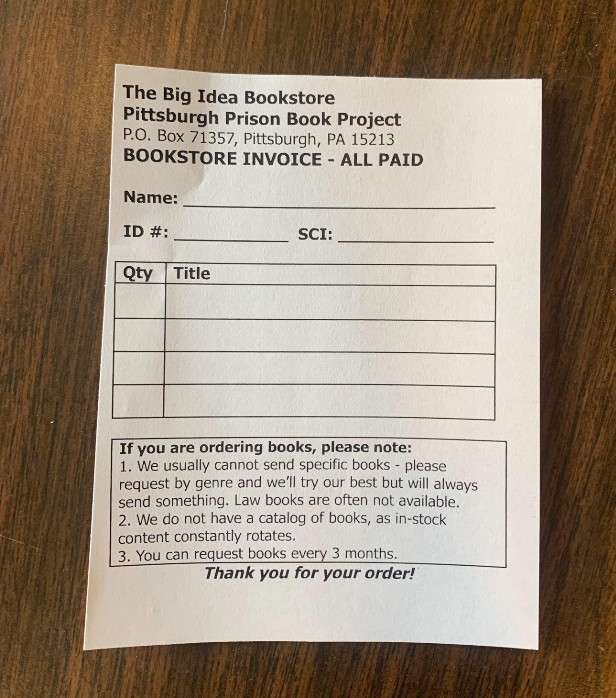 The Big Idea Bookstore
Pittsburgh Prison Book Project
P.O. Box 71357, Pittsburgh, PA 15213
BOOKSTORE INVOICE - ALL PAID
Name:
ID #: SCI:
Qty Title
If you are ordering books, please note:
1. We usually cannot send specific books - please
request by genre and we'll try our best but will always
send something. Law books are often not available.
2. We do not have a catalog of books, as in-stock
content constantly rotates.
3. You can request books every 3 months.
Thank you for your order!